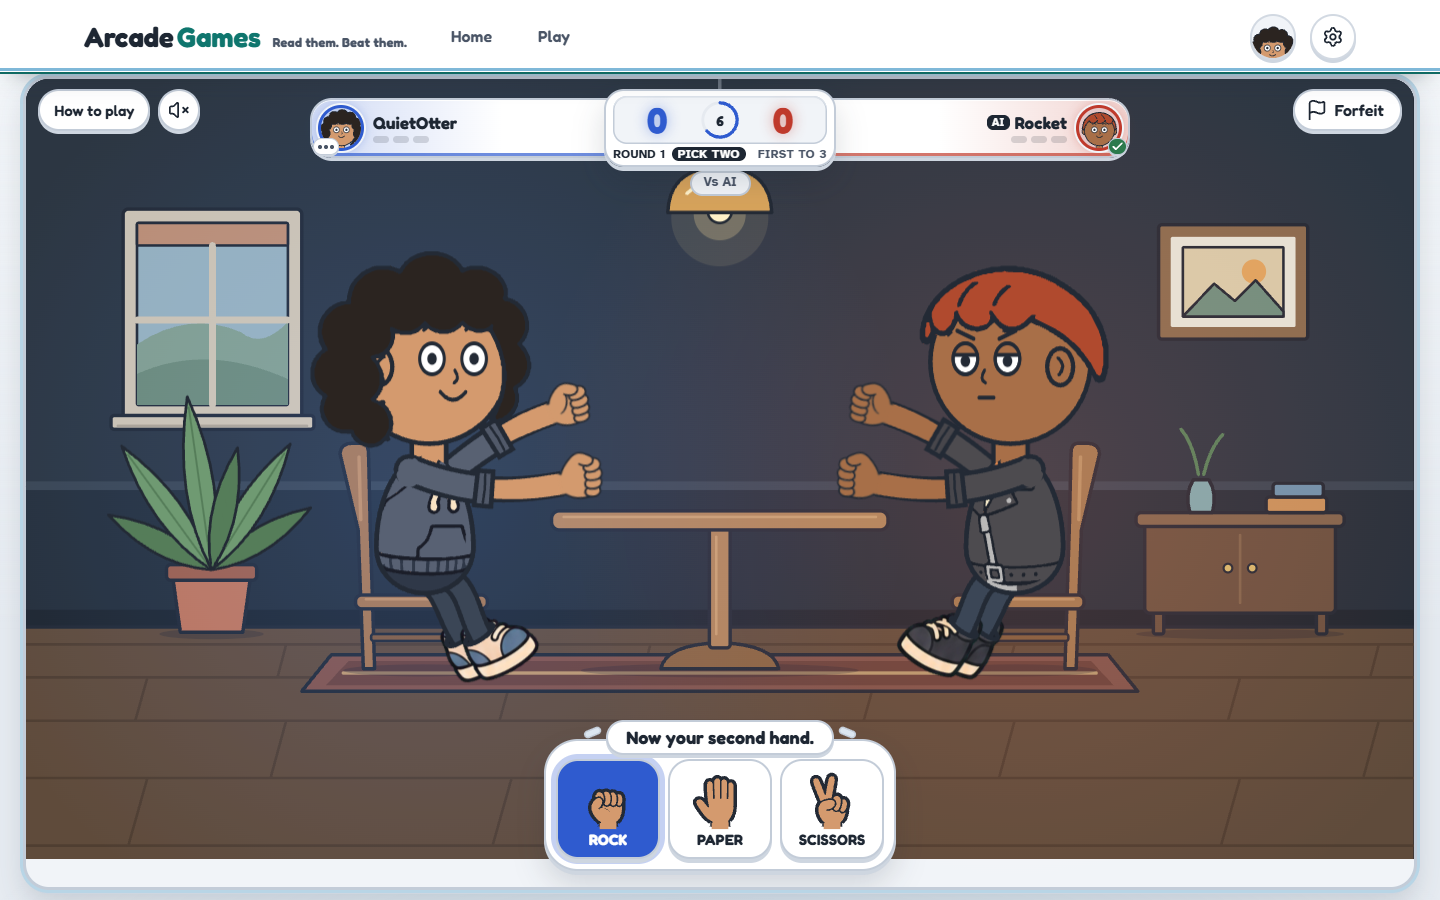 Arcade Games Read them. Beat them. Home Play
How to play
QuietOtter
0 6 0
AI Rocket
Forfeit
ROUND 1 PICK TWO FIRST TO 3
Vs AI
Now your second hand.
ROCK PAPER SCISSORS